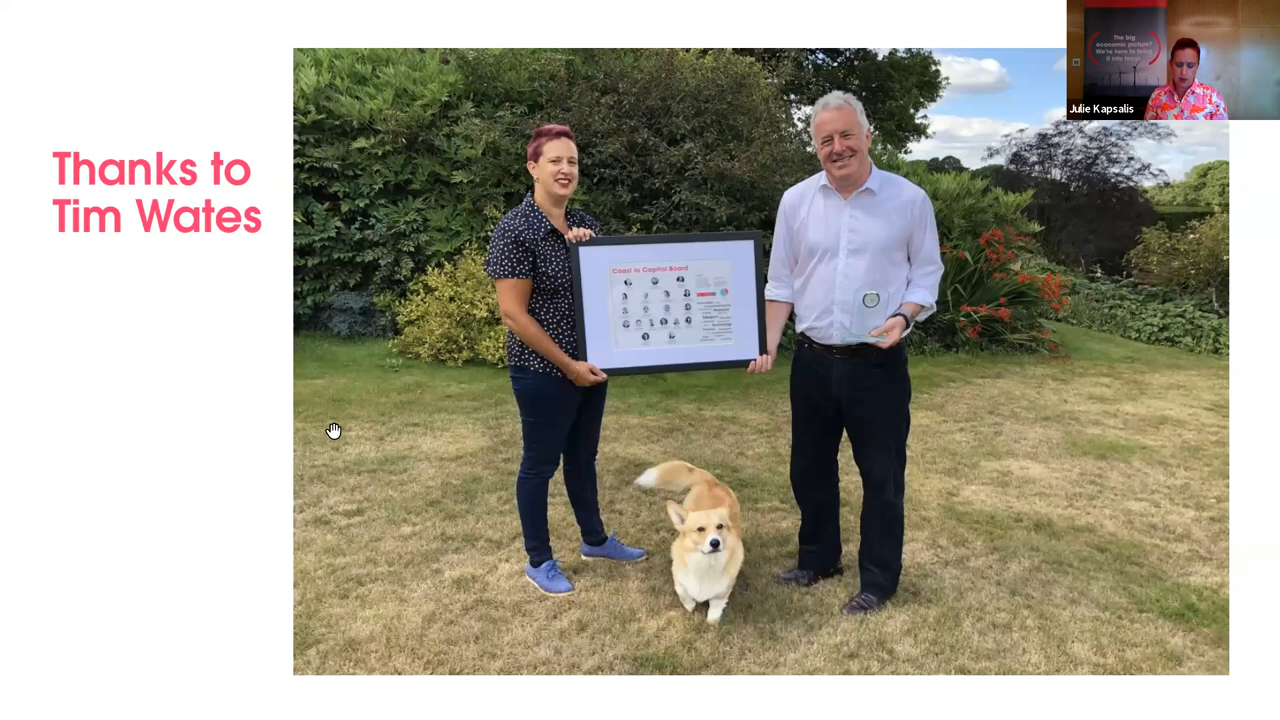 Thanks to
Tim Wates
Coast to Capital Board
The big
economic picture?
We're here to bring
it into focus
Julie Kapsalis